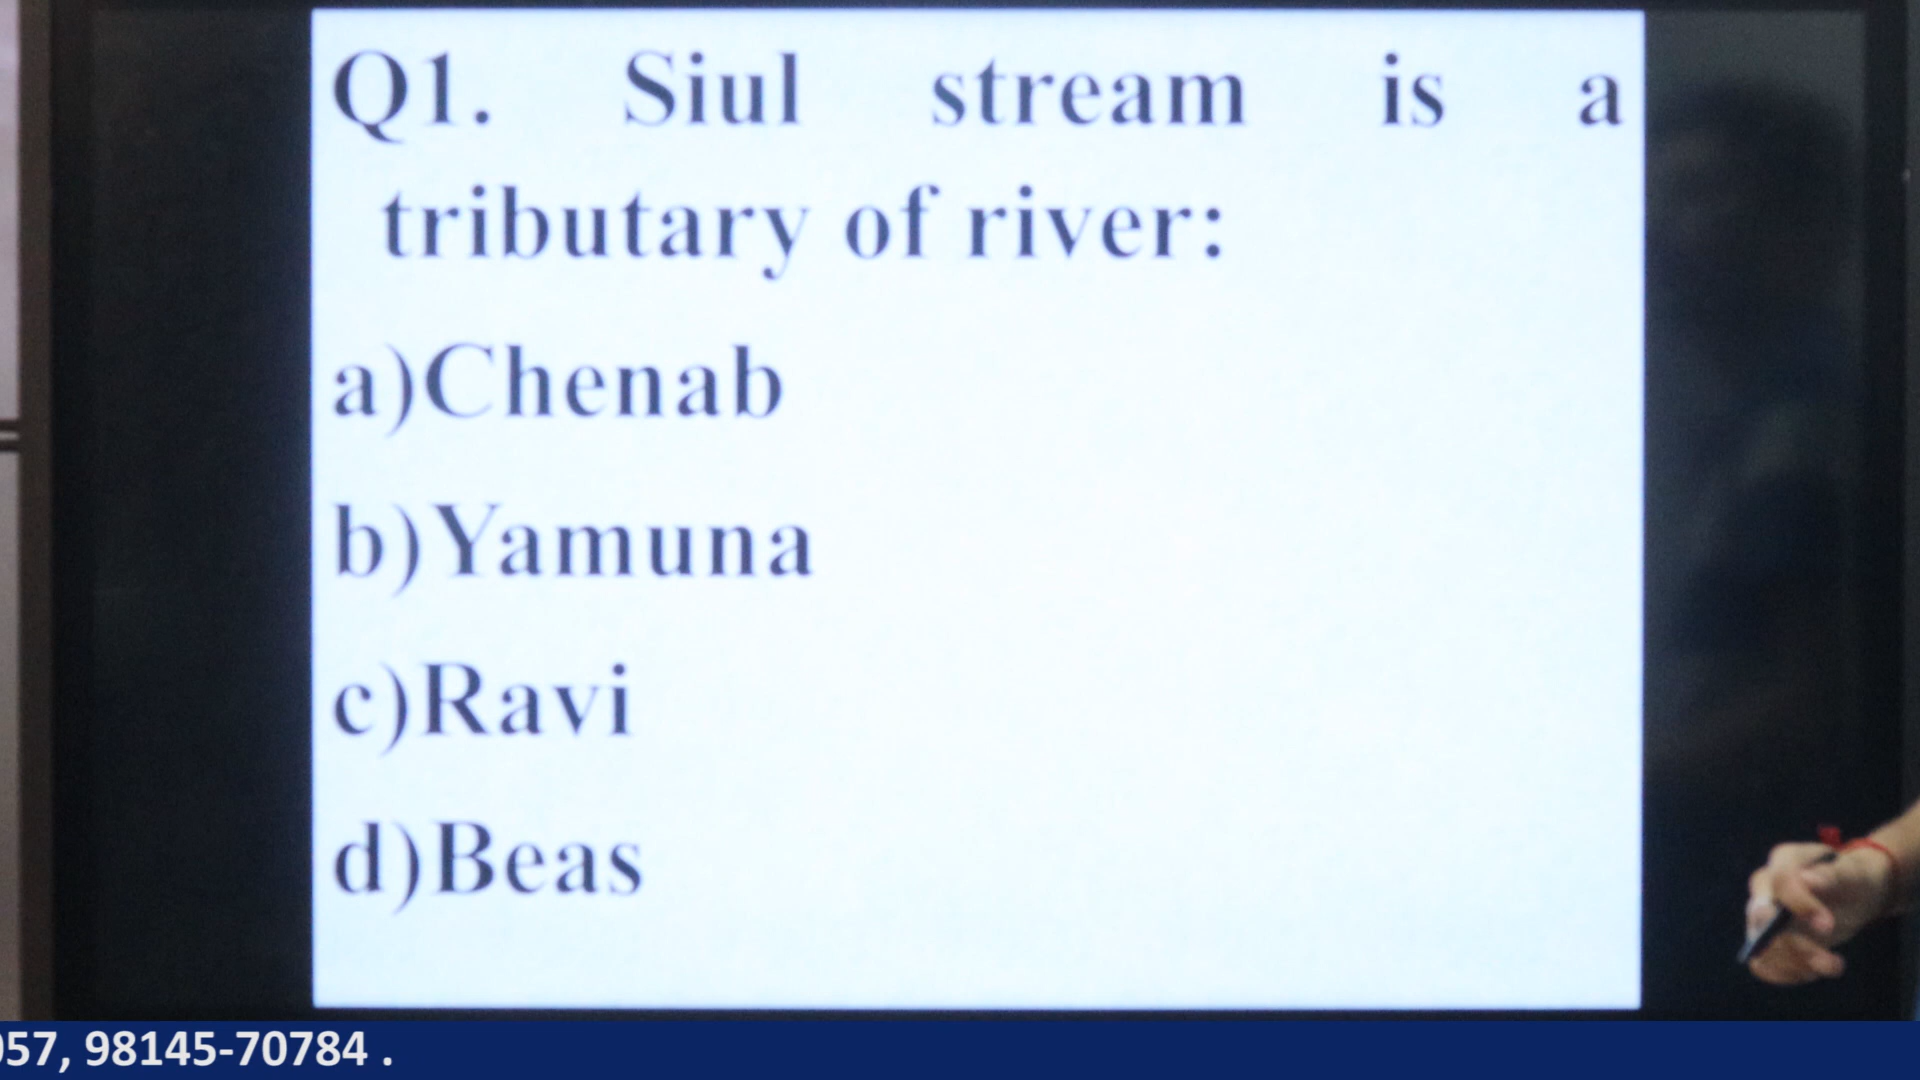 Q1. Siul stream is a
tributary of river:
a)Chenab
b)Yamuna
c)Ravi
d)Beas
57, 98145-70784 .